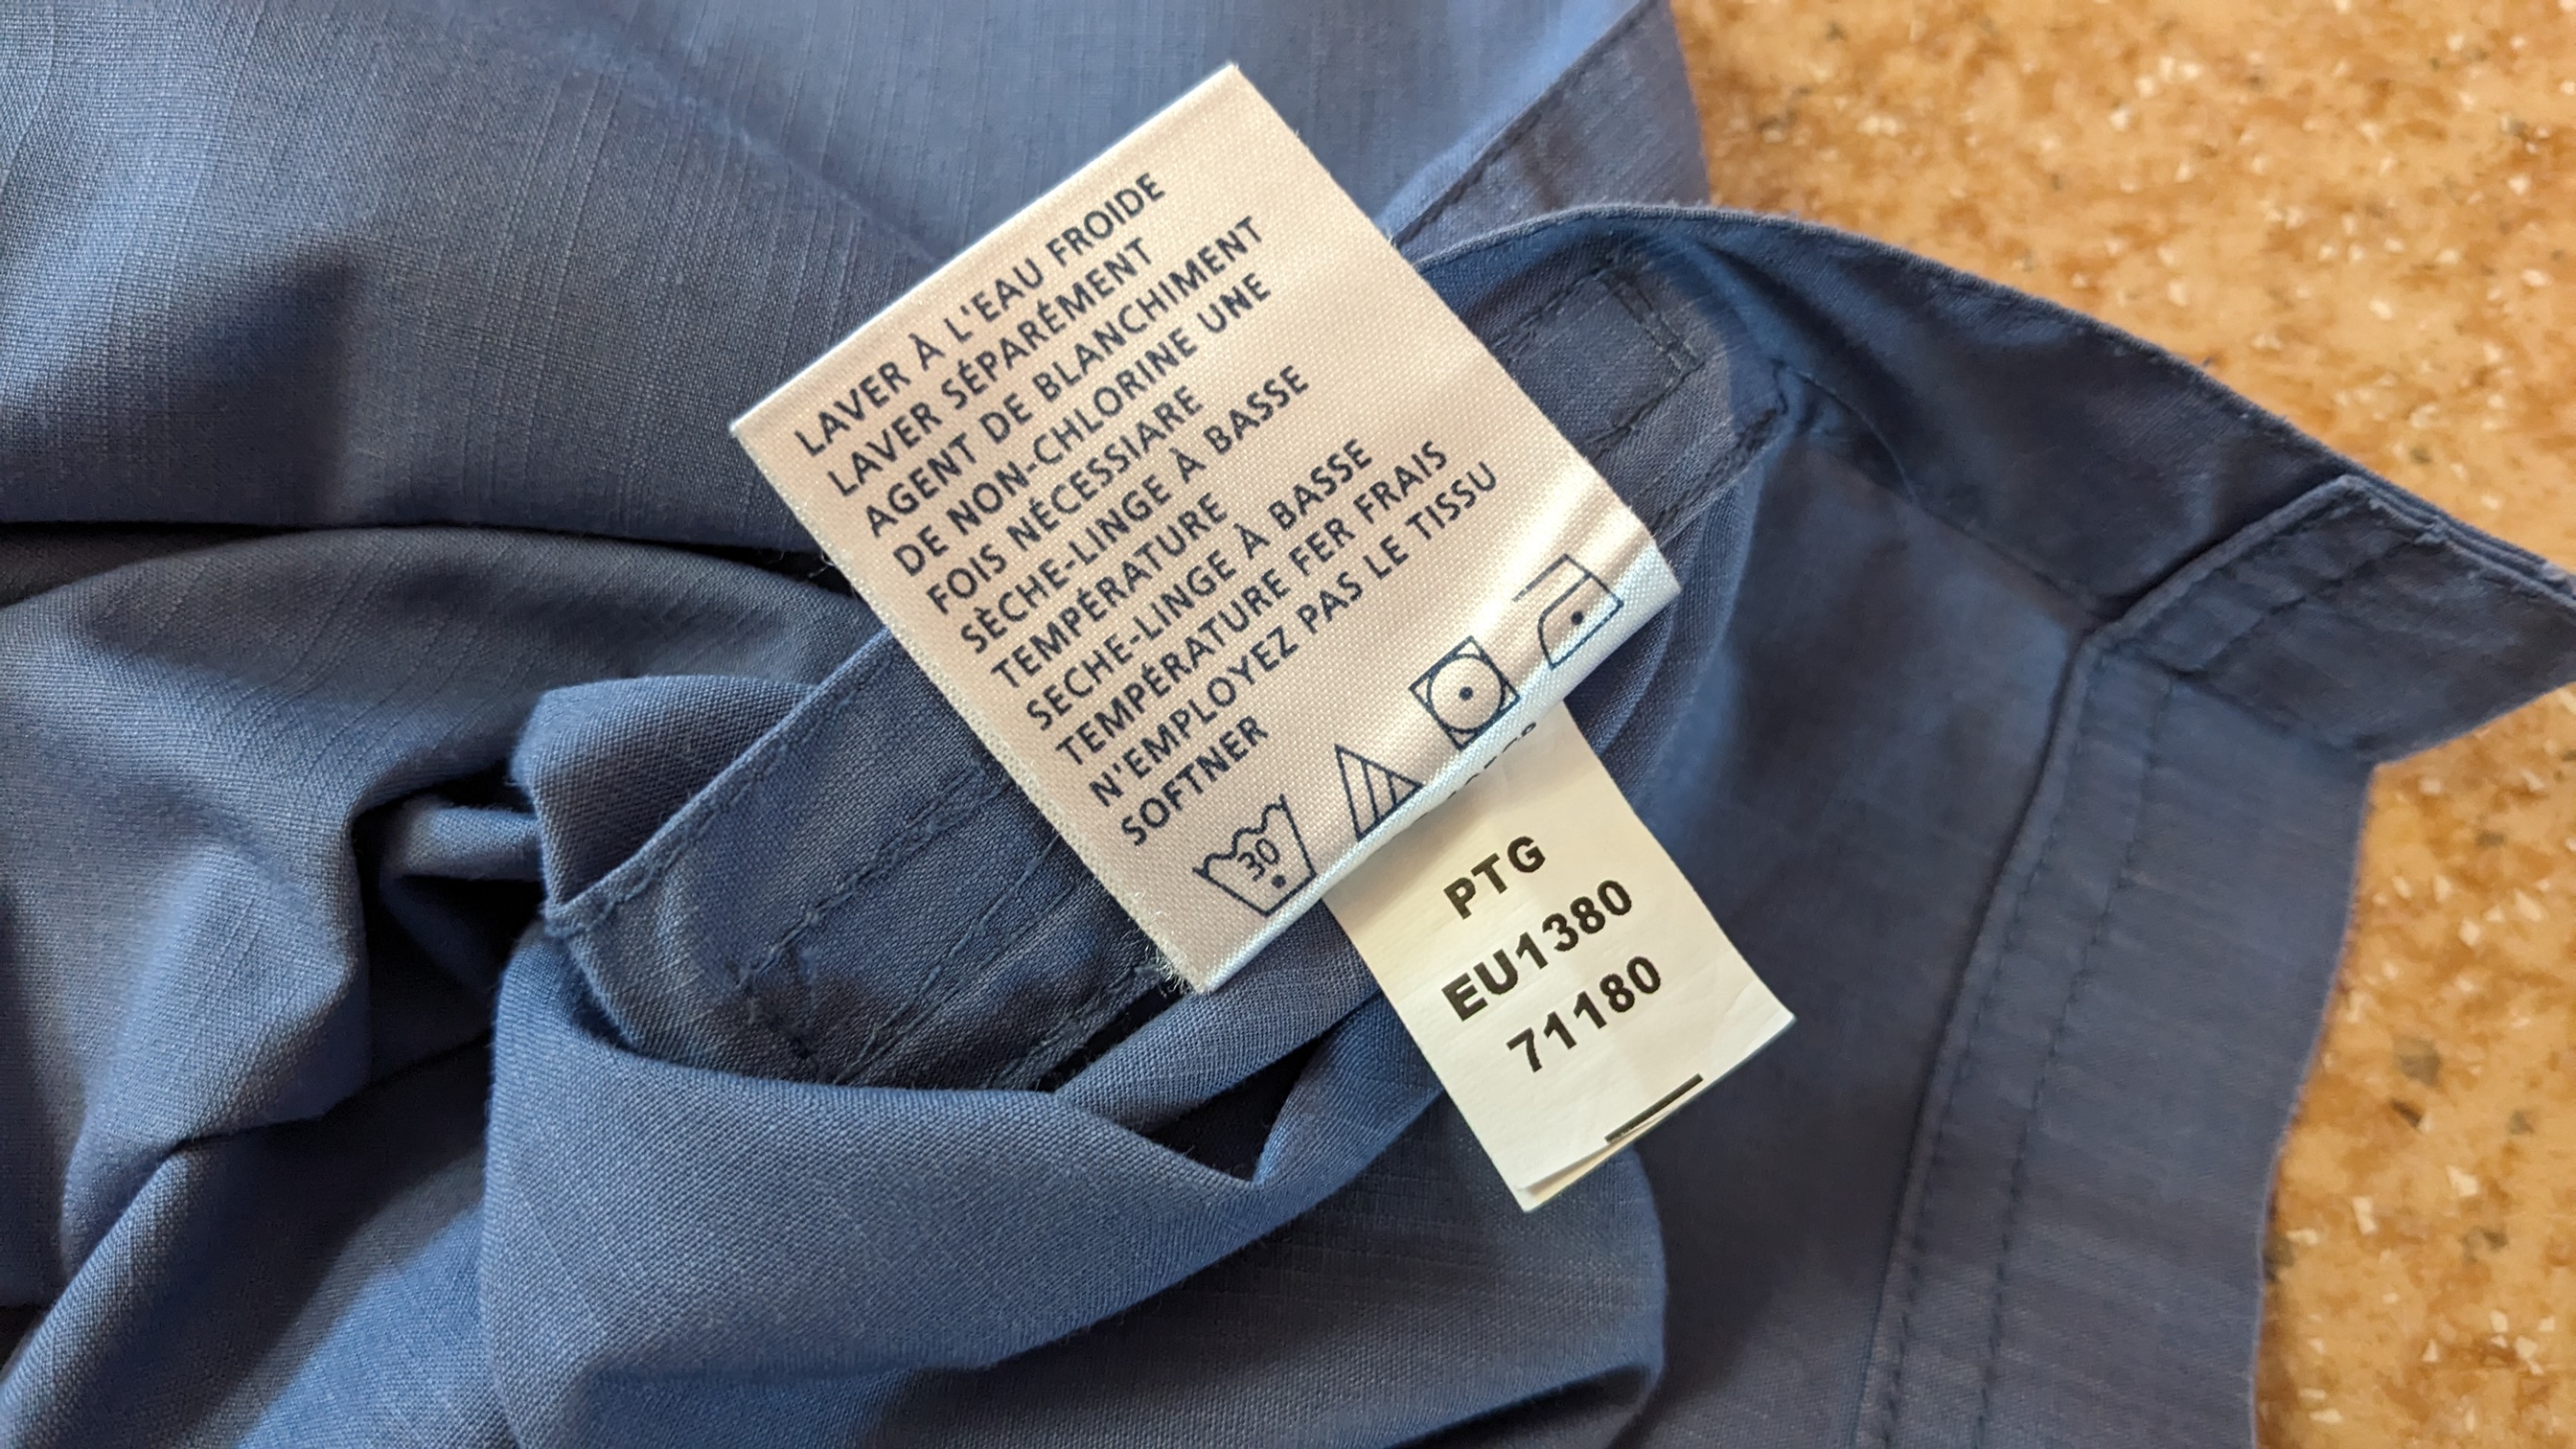 LAVER À L'EAU FROIDE
LAVER SÉPARÉMENT
AGENT DE BLANCHIMENT
DE NON-CHLORINE UNE
FOIS NÉCESSIARE
SÈCHE-LINGE À BASSE
TEMPÉRATURE
SECHE-LINGE À BASSE
TEMPÉRATURE FER FRAIS
N'EMPLOYEZ PAS LE TISSU
SOFTNER
30
PTG
EU1380
71180